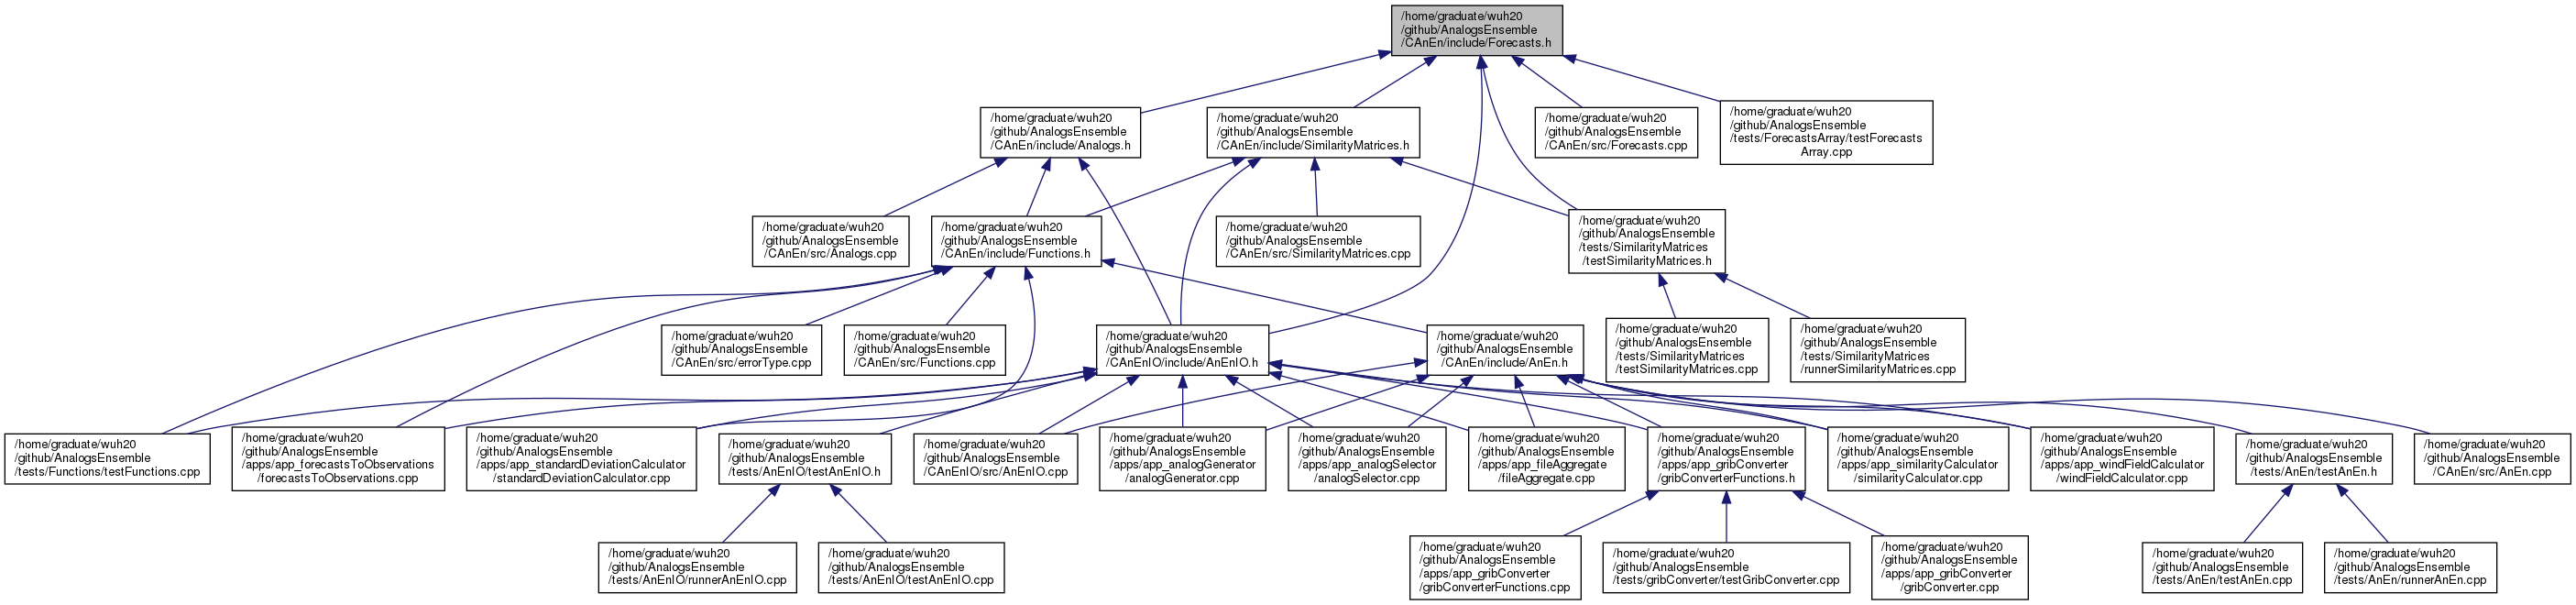 /home/graduate/wuh20
/github/AnalogsEnsemble
/CAnEn/include/Forecasts.h
/home/graduate/wuh20
/github/AnalogsEnsemble
/CAnEn/include/Analogs.h
/home/graduate/wuh20
/github/AnalogsEnsemble
/CAnEn/include/SimilarityMatrices.h
/home/graduate/wuh20
/github/AnalogsEnsemble
/CAnEn/src/Forecasts.cpp
/home/graduate/wuh20
/github/AnalogsEnsemble
/tests/ForecastsArray/testForecasts
Array.cpp
/home/graduate/wuh20
/github/AnalogsEnsemble
/CAnEn/src/Analogs.cpp
/home/graduate/wuh20
/github/AnalogsEnsemble
/CAnEn/include/Functions.h
/home/graduate/wuh20
/github/AnalogsEnsemble
/CAnEn/src/SimilarityMatrices.cpp
/home/graduate/wuh20
/github/AnalogsEnsemble
/tests/SimilarityMatrices
/testSimilarityMatrices.h
/home/graduate/wuh20
/github/AnalogsEnsemble
/CAnEn/src/errorType.cpp
/home/graduate/wuh20
/github/AnalogsEnsemble
/CAnEn/src/Functions.cpp
/home/graduate/wuh20
/github/AnalogsEnsemble
/CAnEnIO/include/AnEnIO.h
/home/graduate/wuh20
/github/AnalogsEnsemble
/CAnEn/include/AnEn.h
/home/graduate/wuh20
/github/AnalogsEnsemble
/tests/SimilarityMatrices
/testSimilarityMatrices.cpp
/home/graduate/wuh20
/github/AnalogsEnsemble
/tests/SimilarityMatrices
/runnerSimilarityMatrices.cpp
/home/graduate/wuh20
/github/AnalogsEnsemble
/tests/Functions/testFunctions.cpp
/home/graduate/wuh20
/github/AnalogsEnsemble
/apps/app_forecastsToObservations
/forecastsToObservations.cpp
/home/graduate/wuh20
/github/AnalogsEnsemble
/apps/app_standardDeviationCalculator
/standardDeviationCalculator.cpp
/home/graduate/wuh20
/github/AnalogsEnsemble
/tests/AnEnIO/testAnEnIO.h
/home/graduate/wuh20
/github/AnalogsEnsemble
/CAnEnIO/src/AnEnIO.cpp
/home/graduate/wuh20
/github/AnalogsEnsemble
/apps/app_analogGenerator
/analogGenerator.cpp
/home/graduate/wuh20
/github/AnalogsEnsemble
/apps/app_analogSelector
/analogSelector.cpp
/home/graduate/wuh20
/github/AnalogsEnsemble
/apps/app_fileAggregate
/fileAggregate.cpp
/home/graduate/wuh20
/github/AnalogsEnsemble
/apps/app_gribConverter
/gribConverterFunctions.h
/home/graduate/wuh20
/github/AnalogsEnsemble
/apps/app_similarityCalculator
/similarityCalculator.cpp
/home/graduate/wuh20
/github/AnalogsEnsemble
/apps/app_windFieldCalculator
/windFieldCalculator.cpp
/home/graduate/wuh20
/github/AnalogsEnsemble
/tests/AnEn/testAnEn.h
/home/graduate/wuh20
/github/AnalogsEnsemble
/CAnEn/src/AnEn.cpp
/home/graduate/wuh20
/github/AnalogsEnsemble
/tests/AnEnIO/runnerAnEnIO.cpp
/home/graduate/wuh20
/github/AnalogsEnsemble
/tests/AnEnIO/testAnEnIO.cpp
/home/graduate/wuh20
/github/AnalogsEnsemble
/apps/app_gribConverter
/gribConverterFunctions.cpp
/home/graduate/wuh20
/github/AnalogsEnsemble
/tests/gribConverter/testGribConverter.cpp
/home/graduate/wuh20
/github/AnalogsEnsemble
/apps/app_gribConverter
/gribConverter.cpp
/home/graduate/wuh20
/github/AnalogsEnsemble
/tests/AnEn/testAnEn.cpp
/home/graduate/wuh20
/github/AnalogsEnsemble
/tests/AnEn/runnerAnEn.cpp